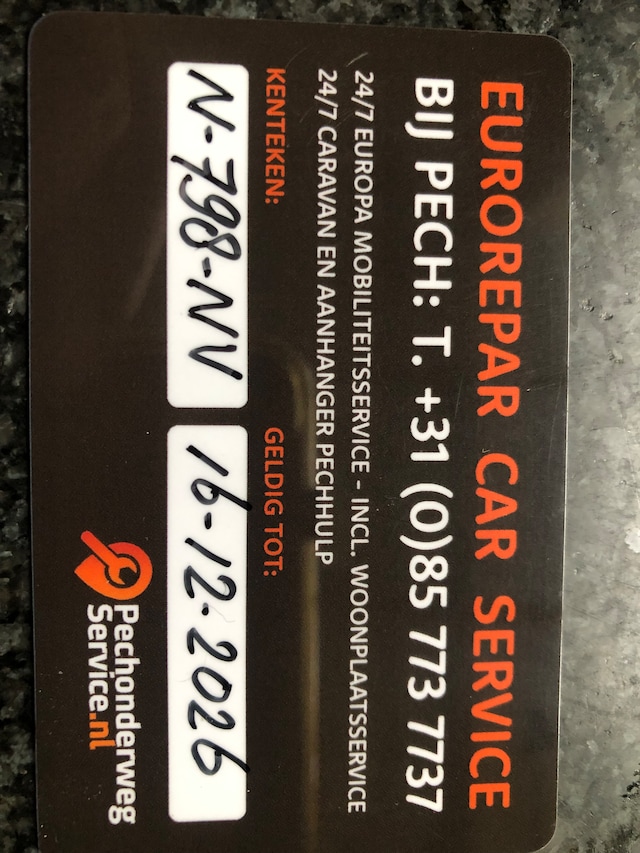 EUROREPAR CAR SERVICE
BIJ PECH: T. +31 (0)85 773 7737
24/7 EUROPA MOBILITEITSSERVICE - INCL. WOONPLAATSSERVICE
24/7 CARAVAN EN AANHANGER PECHHULP
KENTEKEN: GELDIG TOT:
N-798-NV 16-12-2026
Pechonderweg
Service.nl